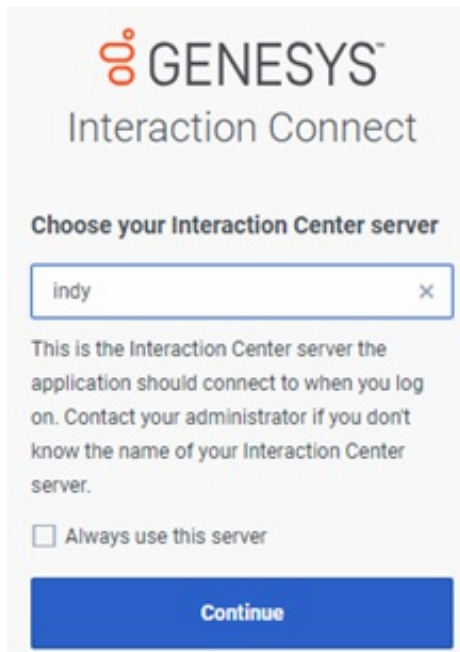 GENESYS™
Interaction Connect
Choose your Interaction Center server
indy
This is the Interaction Center server the
application should connect to when you log
on. Contact your administrator if you don't
know the name of your Interaction Center
server.
Always use this server
Continue